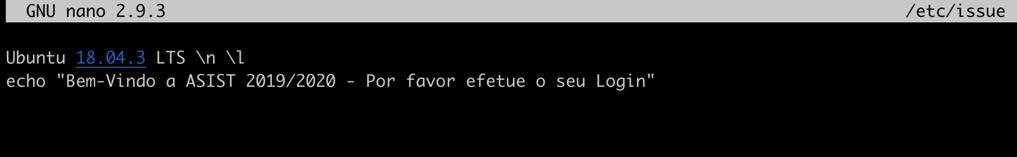 GNU nano 2.9.3 /etc/issue
Ubuntu 18.04.3 LTS \n \l
echo "Bem-Vindo a ASIST 2019/2020 - Por favor efetue o seu Login"